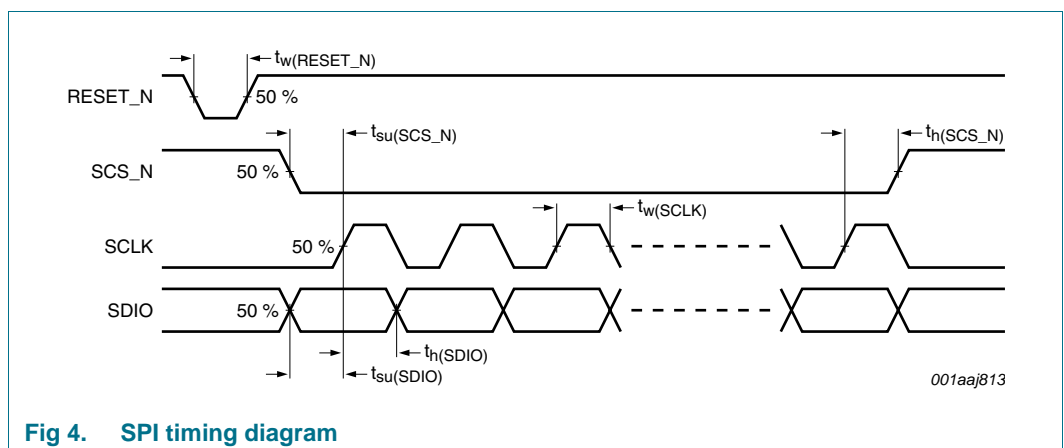 tw(RESET_N)
RESET_N
50 %
tsu(SCS_N)
th(SCS_N)
SCS_N
50 %
tw(SCLK)
SCLK
50 %
SDIO
50 %
th(SDIO)
tsu(SDIO)
001aaj813
Fig 4. SPI timing diagram